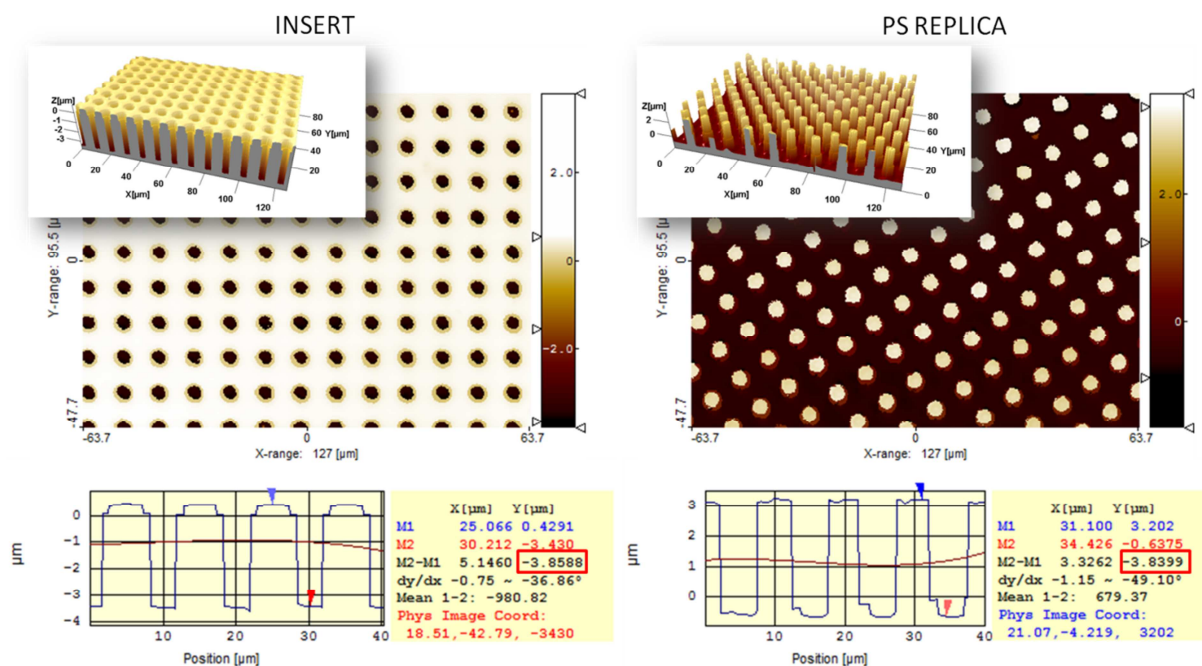 INSERT
Z[µm]
0
-1
-2
-3
0
20
40
60
80
100
120
X[µm]
20
40
60
80
Y[µm]
Y-range: 95.5 [µ
0
-47.7
-63.7
0
63.7
X-range: 127 [µm]
2.0
-2.0
µm
0
-1
-2
-3
-4
0
10
20
30
40
Position [µm]
X[µm] Y[µm]
M1 25.066 0.4291
M2 30.212 -3.430
M2-M1 5.1460 -3.8588
dy/dx -0.75 ~ -36.86°
Mean 1-2: -980.82
Phys Image Coord:
18.51,-42.79, -3430
PS REPLICA
Z[µm]
2
0
0
20
40
60
80
100
120
X[µm]
0
20
40
60
80
Y[µm]
Y-range: 95.5 [µ
0
-47.7
-63.7
0
63.7
X-range: 127 [µm]
2.0
0
µm
3
2
1
0
0
10
20
30
40
Position [µm]
X[µm] Y[µm]
M1 31.100 3.202
M2 34.426 -0.6375
M2-M1 3.3262 -3.8399
dy/dx -1.15 ~ -49.10°
Mean 1-2: 679.37
Phys Image Coord:
21.07,-4.219, 3202